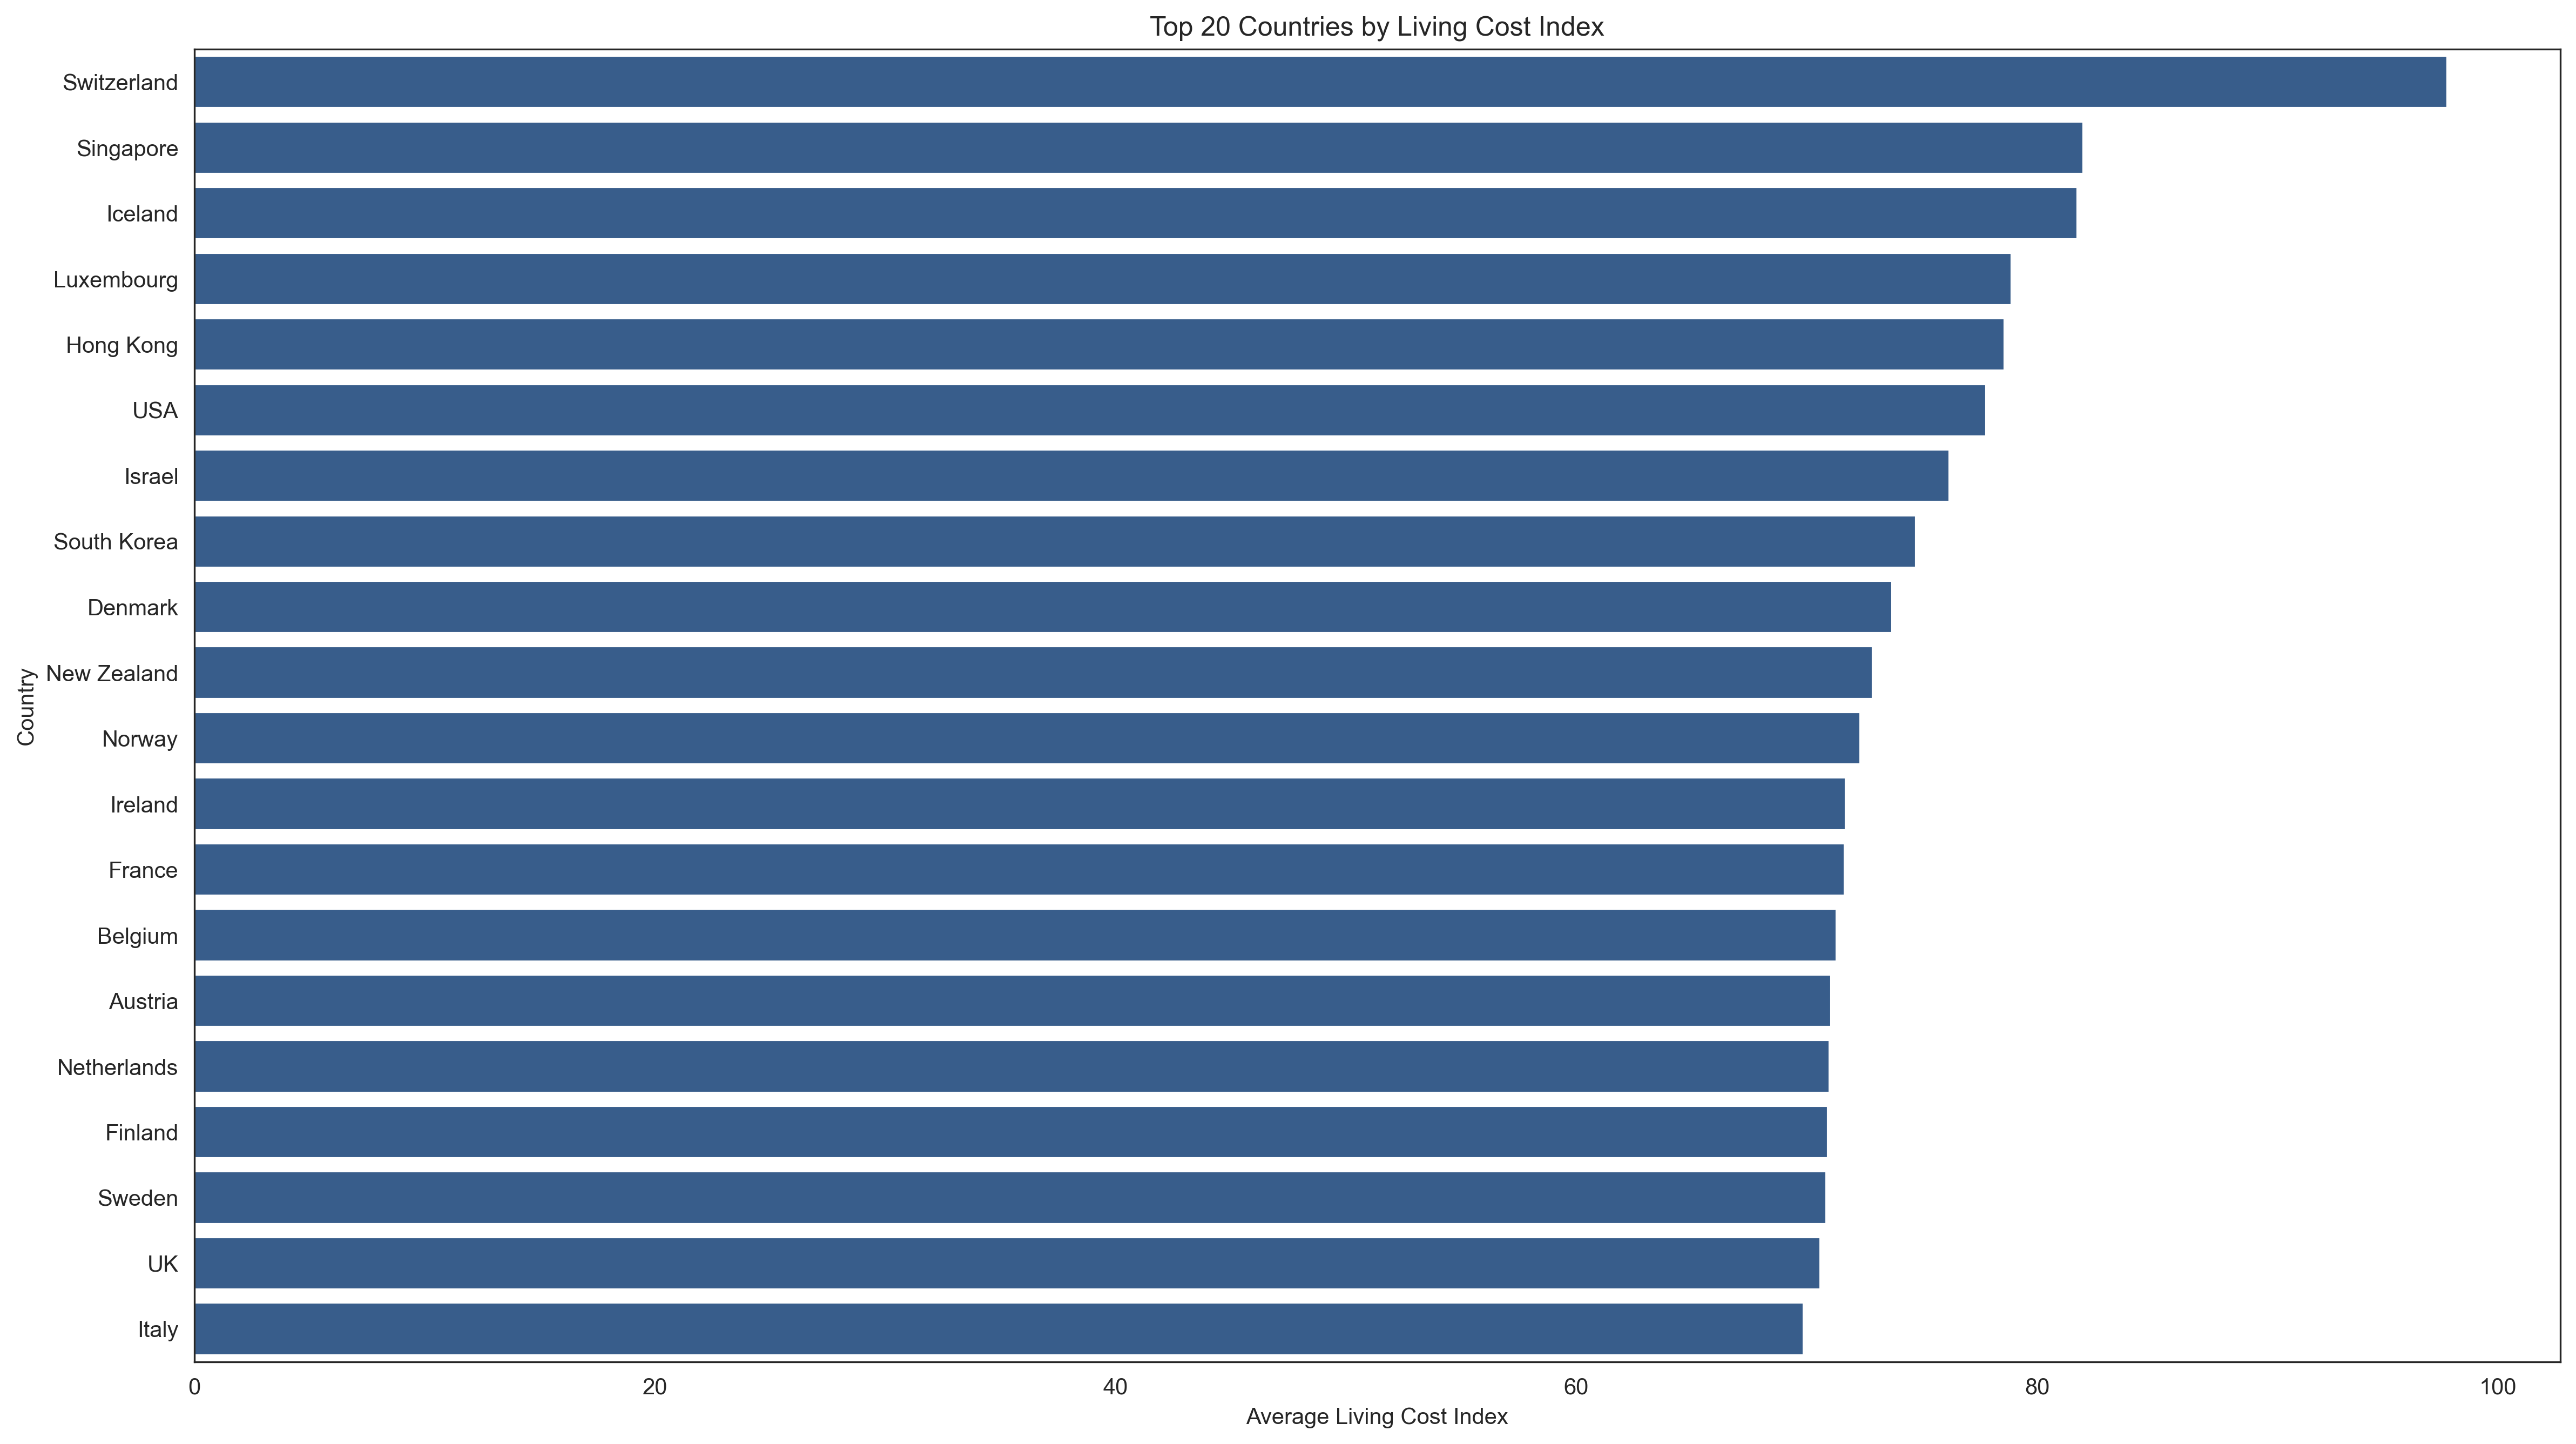 Top 20 Countries by Living Cost Index
Country
Switzerland
Singapore
Iceland
Luxembourg
Hong Kong
USA
Israel
South Korea
Denmark
New Zealand
Norway
Ireland
France
Belgium
Austria
Netherlands
Finland
Sweden
UK
Italy
0 20 40 60 80 100
Average Living Cost Index